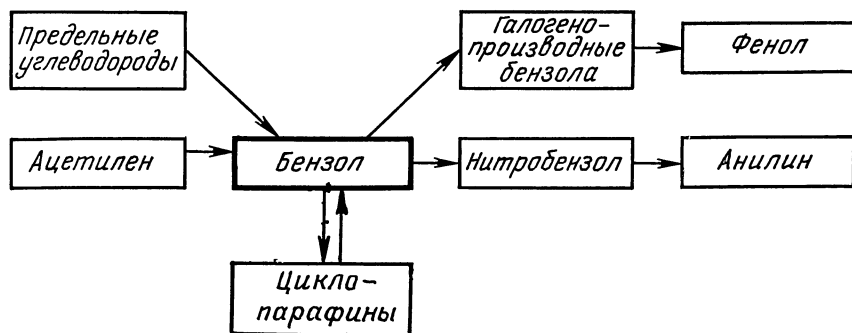 Предельные
углеводороды
Галогено-
производные
бензола
Фенол
Ацетилен
Бензол
Нитробензол
Анилин
Цикло-
парафины